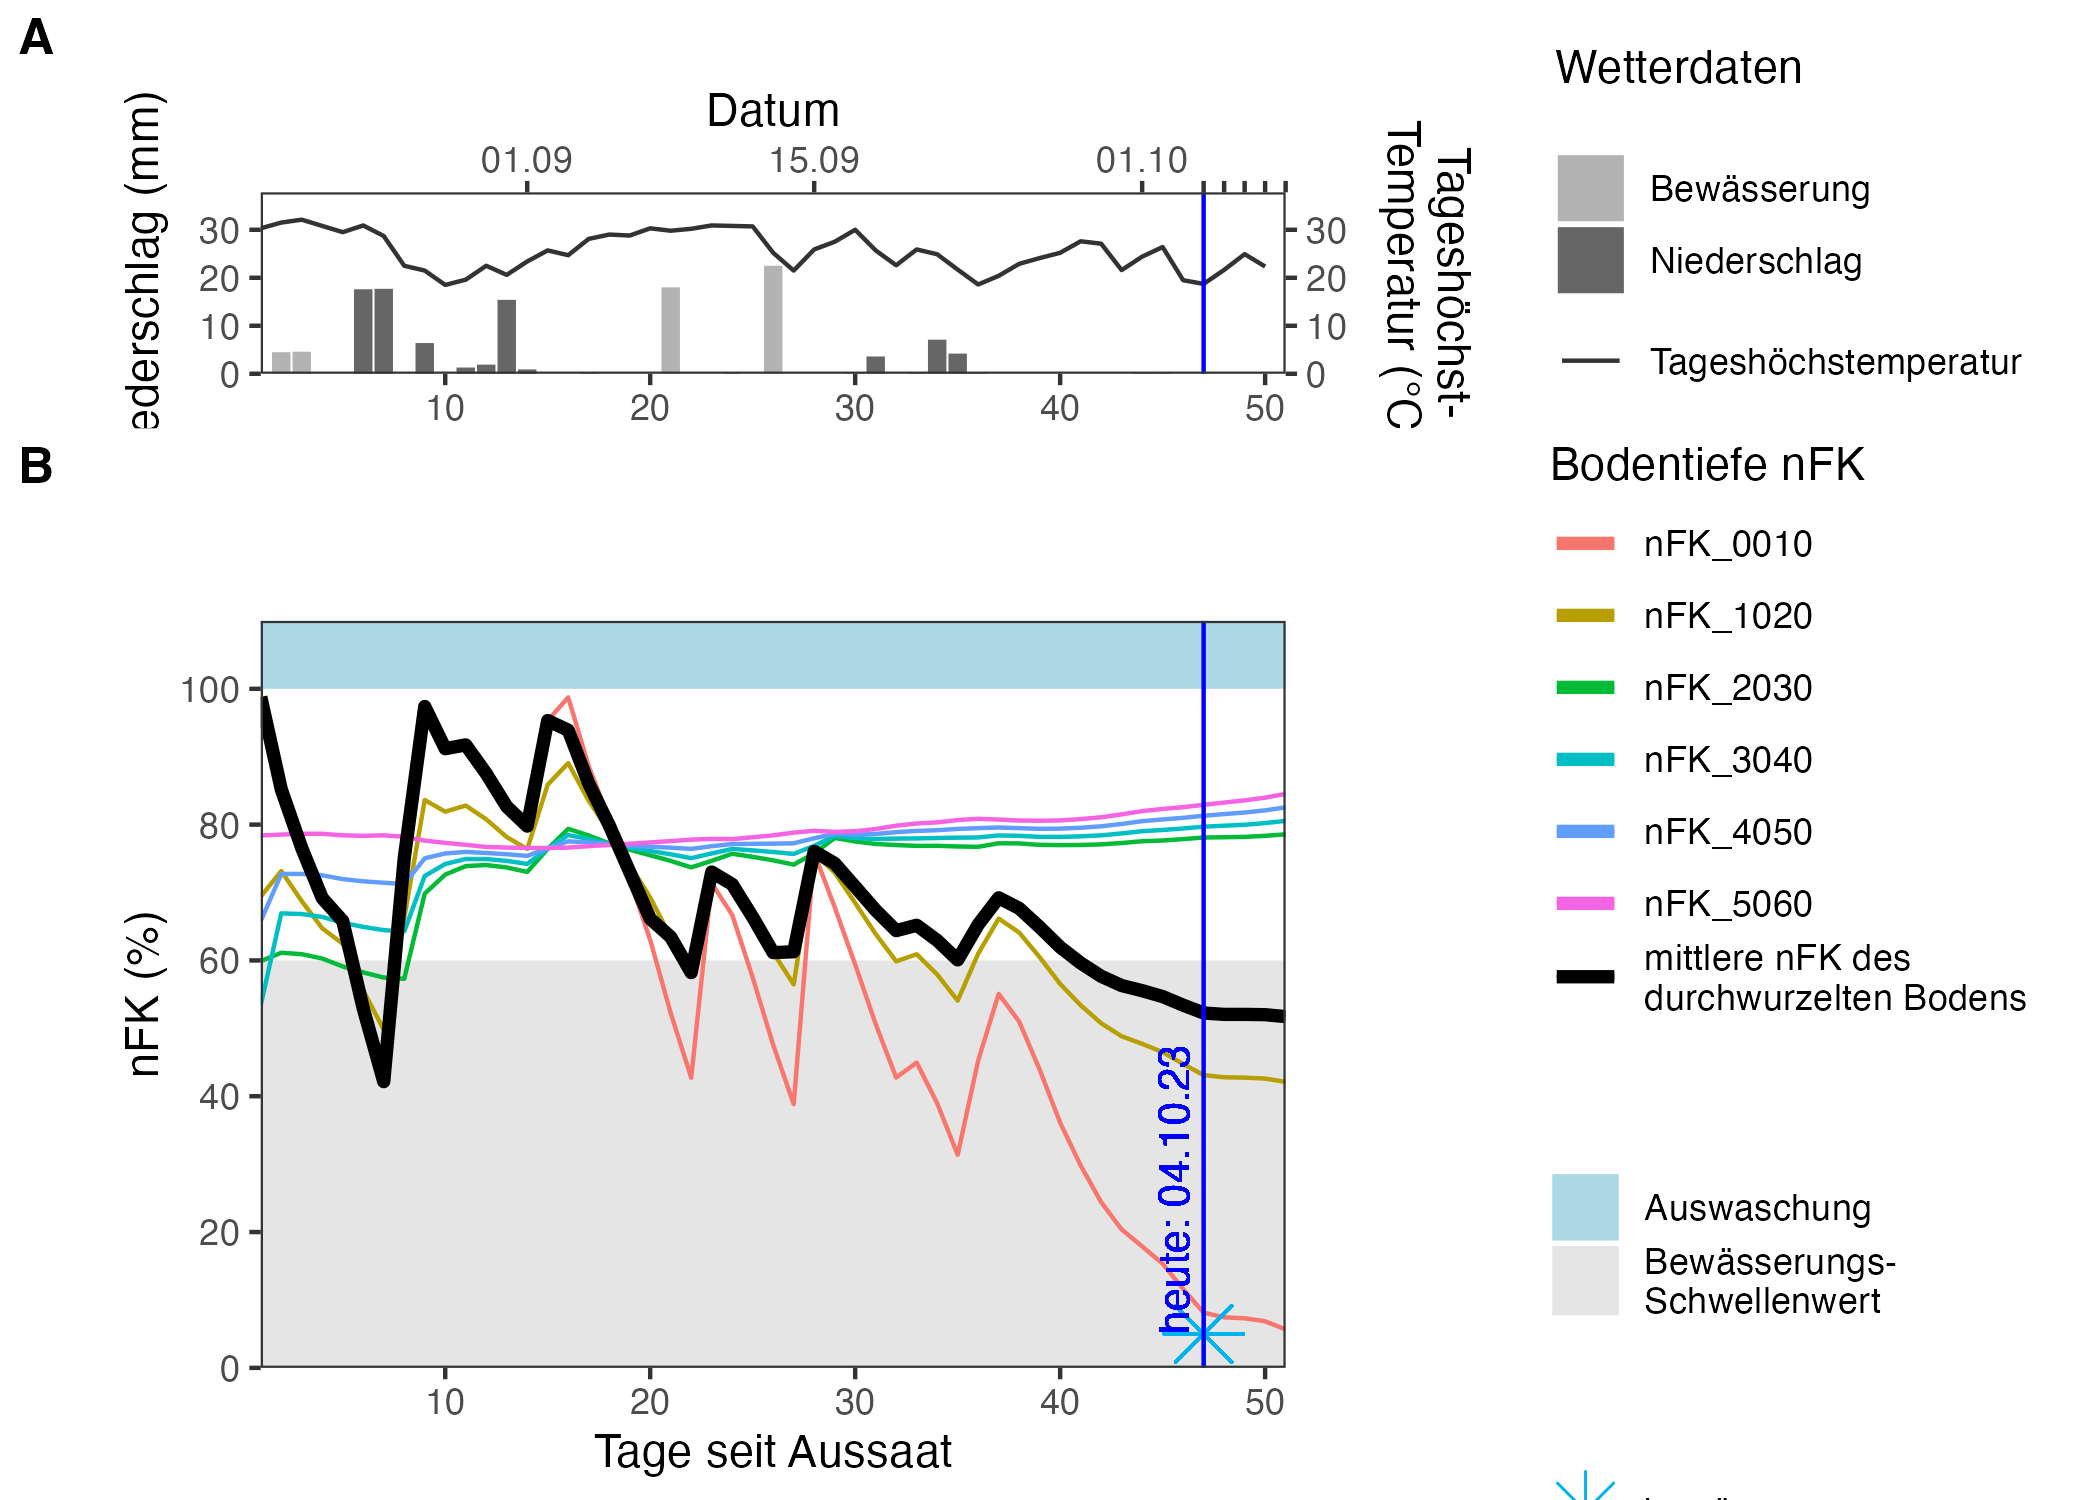 A
Datum
01.09 15.09 01.10
ederschlag (mm)
30
20
10
0
30
20
10
0
Tageshöchst-
Temperatur (°C
10 20 30 40 50
Wetterdaten
Bewässerung
Niederschlag
Tageshöchstemperatur
B
nFK (%)
100
80
60
40
20
0
heute: 04.10.23
10 20 30 40 50
Tage seit Aussaat
Bodentiefe nFK
nFK_0010
nFK_1020
nFK_2030
nFK_3040
nFK_4050
nFK_5060
mittlere nFK des
durchwurzelten Bodens
Auswaschung
Bewässerungs-
Schwellenwert